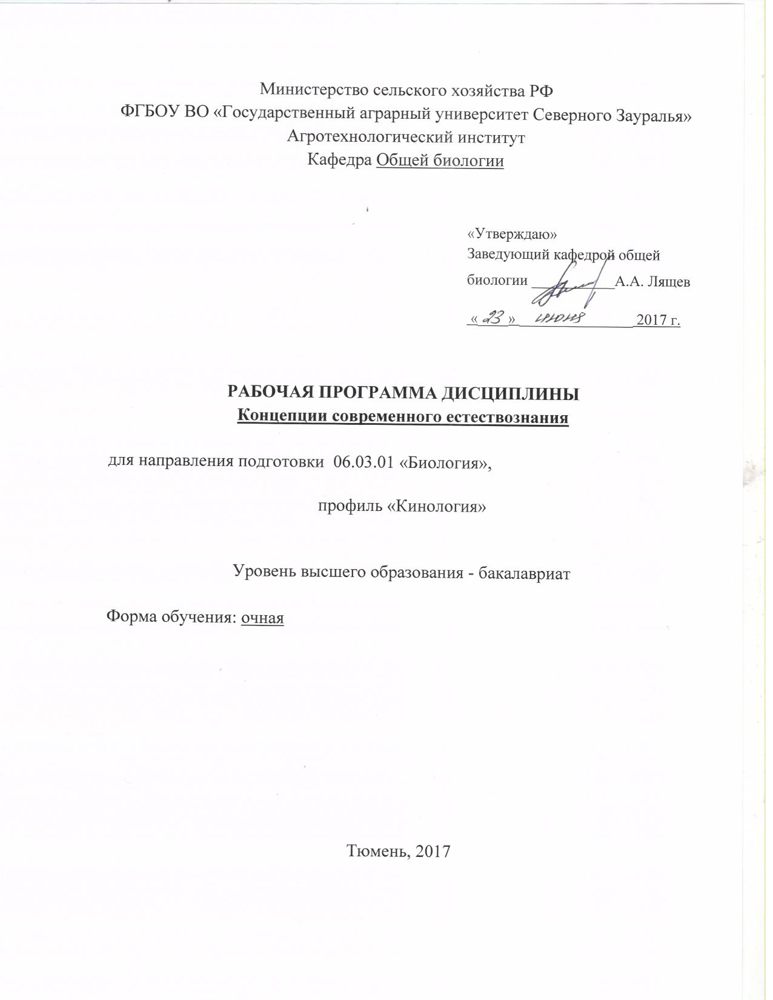 Министерство сельского хозяйства РФ
ФГБОУ ВО «Государственный аграрный университет Северного Зауралья»
Агротехнологический институт
Кафедра Общей биологии
«Утверждаю»
Заведующий кафедрой общей
биологии ___________А.А. Лящев
«23» июня 2017 г.
РАБОЧАЯ ПРОГРАММА ДИСЦИПЛИНЫ
Концепции современного естествознания
для направления подготовки 06.03.01 «Биология»,
профиль «Кинология»
Уровень высшего образования - бакалавриат
Форма обучения: очная
Тюмень, 2017